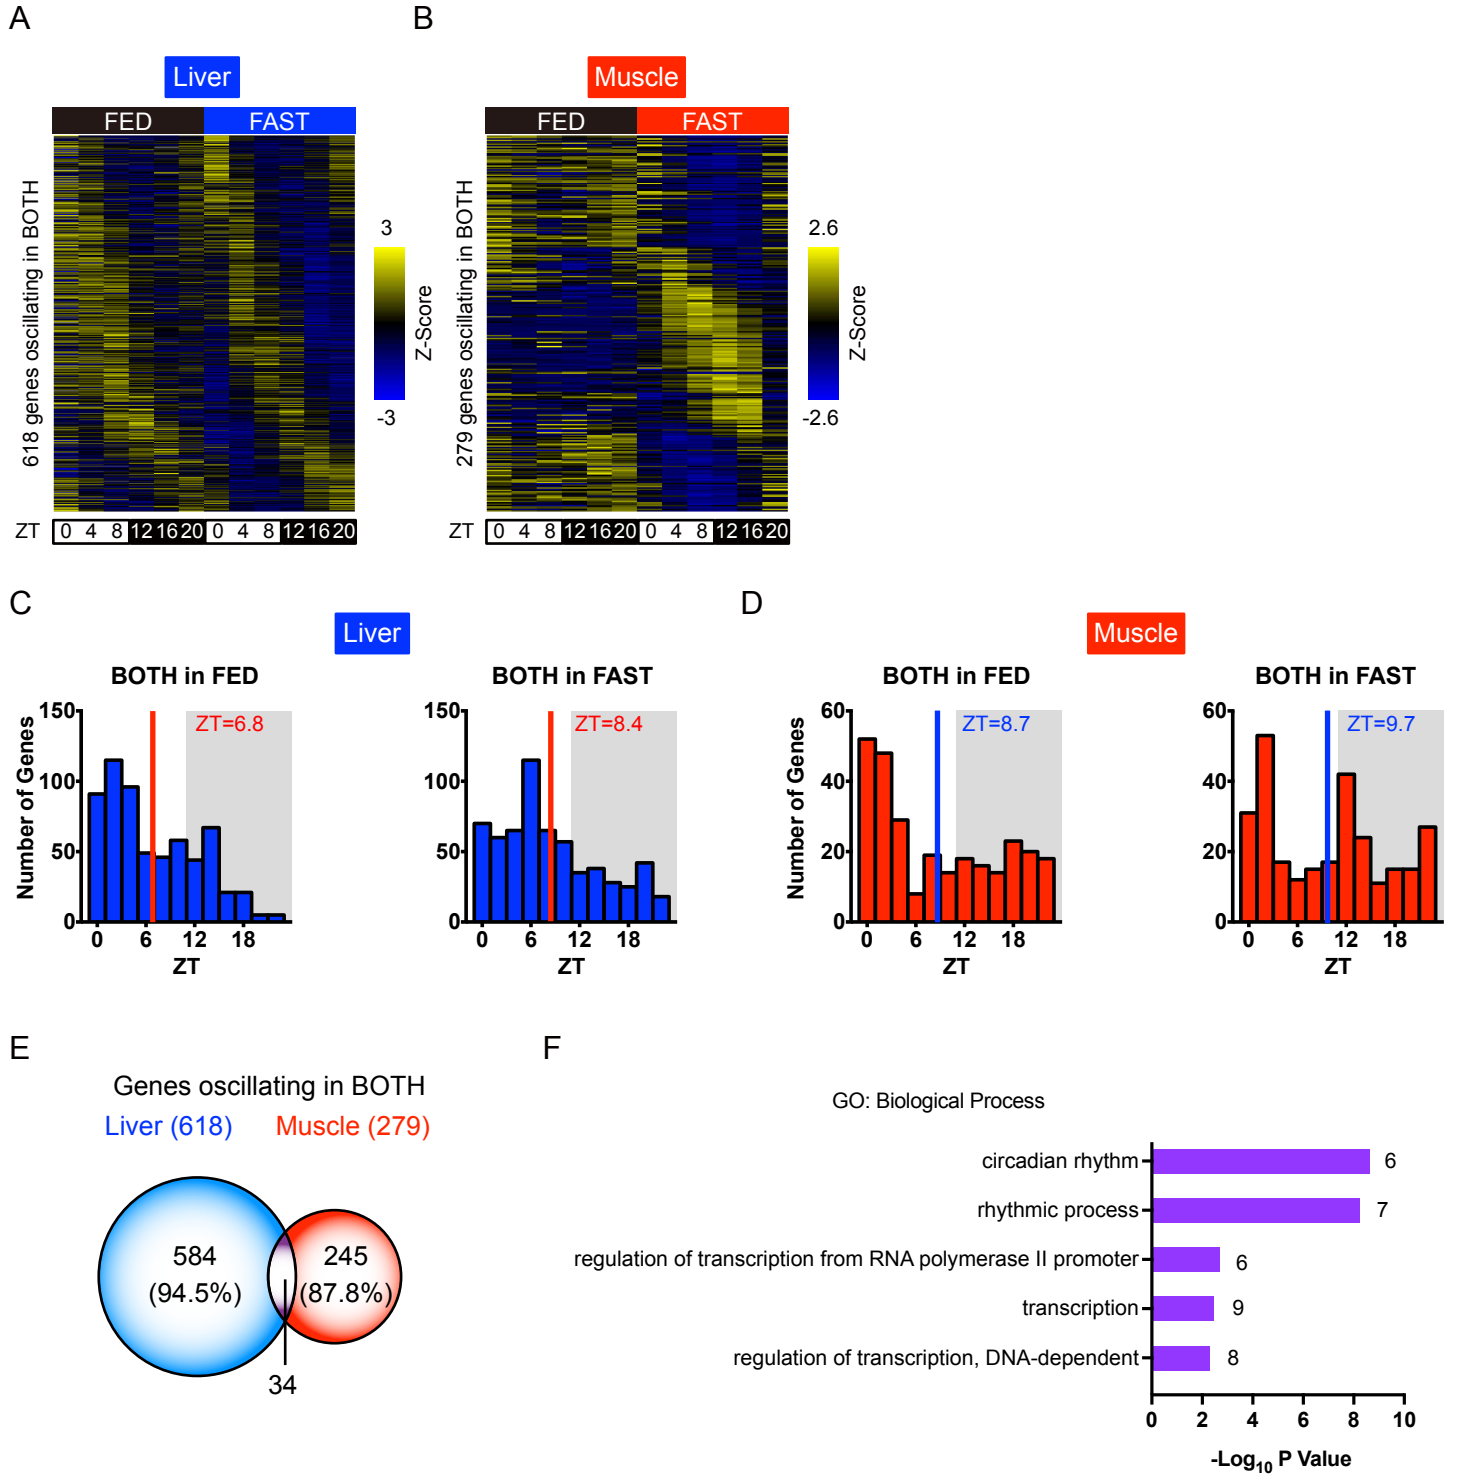 A
B
Liver
Muscle
FED FAST
FED FAST
618 genes oscillating in BOTH
3
-3
Z-Score
279 genes oscillating in BOTH
2.6
-2.6
Z-Score
ZT 0 4 8 12 16 20 0 4 8 12 16 20
ZT 0 4 8 12 16 20 0 4 8 12 16 20
C
Liver
BOTH in FED
ZT=6.8
Number of Genes
150
100
50
0
0 6 12 18
ZT
BOTH in FAST
ZT=8.4
150
100
50
0
0 6 12 18
ZT
D
Muscle
BOTH in FED
ZT=8.7
Number of Genes
60
40
20
0
0 6 12 18
ZT
BOTH in FAST
ZT=9.7
60
40
20
0
0 6 12 18
ZT
E
Genes oscillating in BOTH
Liver (618) Muscle (279)
584
(94.5%)
245
(87.8%)
34
F
GO: Biological Process
circadian rhythm 6
rhythmic process 7
regulation of transcription from RNA polymerase II promoter 6
transcription 9
regulation of transcription, DNA-dependent 8
0 2 4 6 8 10
-Log10 P Value